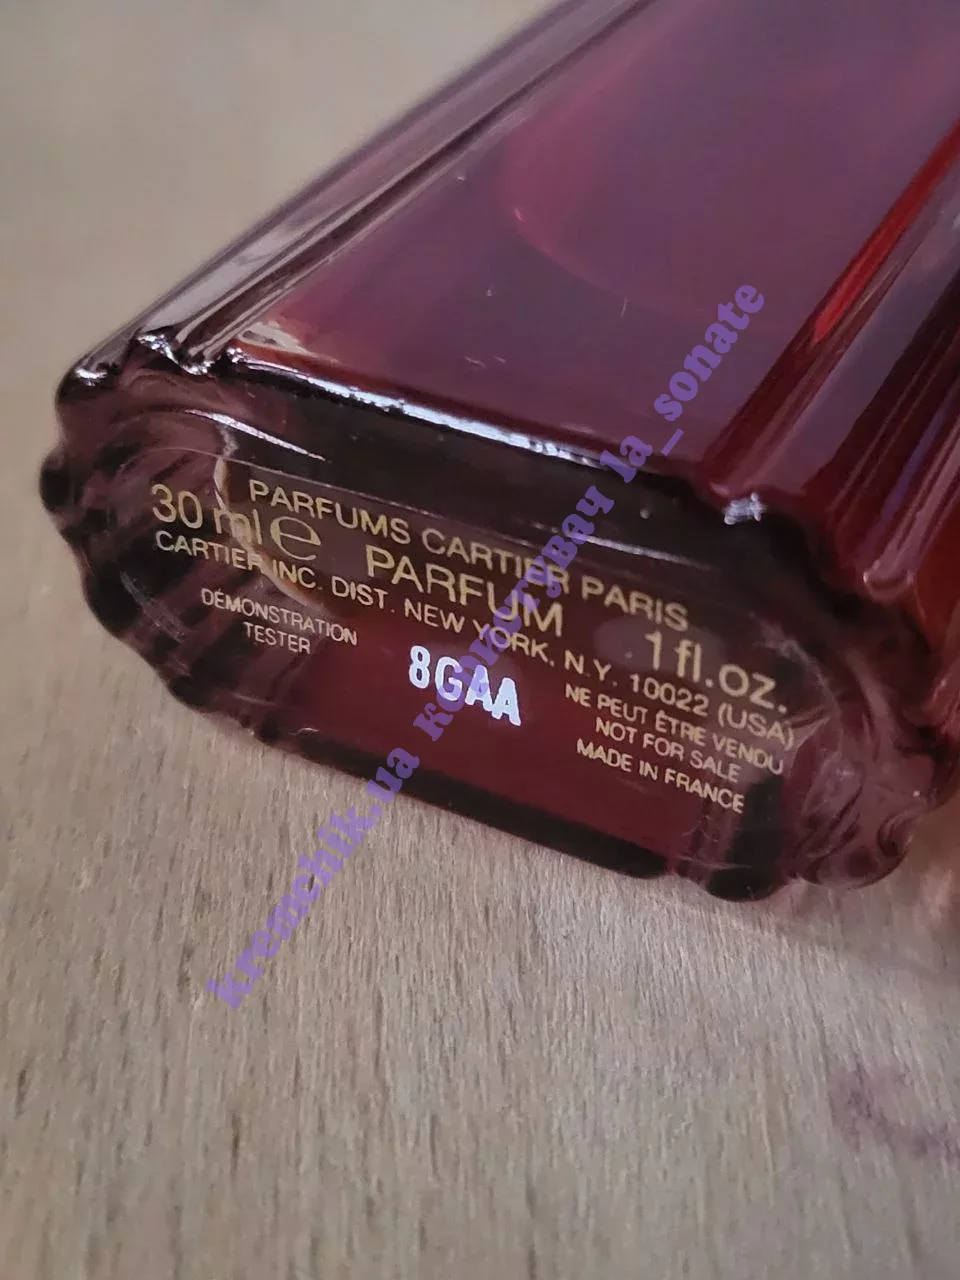 PARFUMS CARTIER PARIS
30 ml e PARFUM 1 fl.oz.
CARTIER INC. DIST. NEW YORK, N.Y. 10022 (USA)
DÉMONSTRATION
TESTER
8GAA
NE PEUT ÊTRE VENDU
NOT FOR SALE
MADE IN FRANCE
kremchik.ua користувач la_sonate